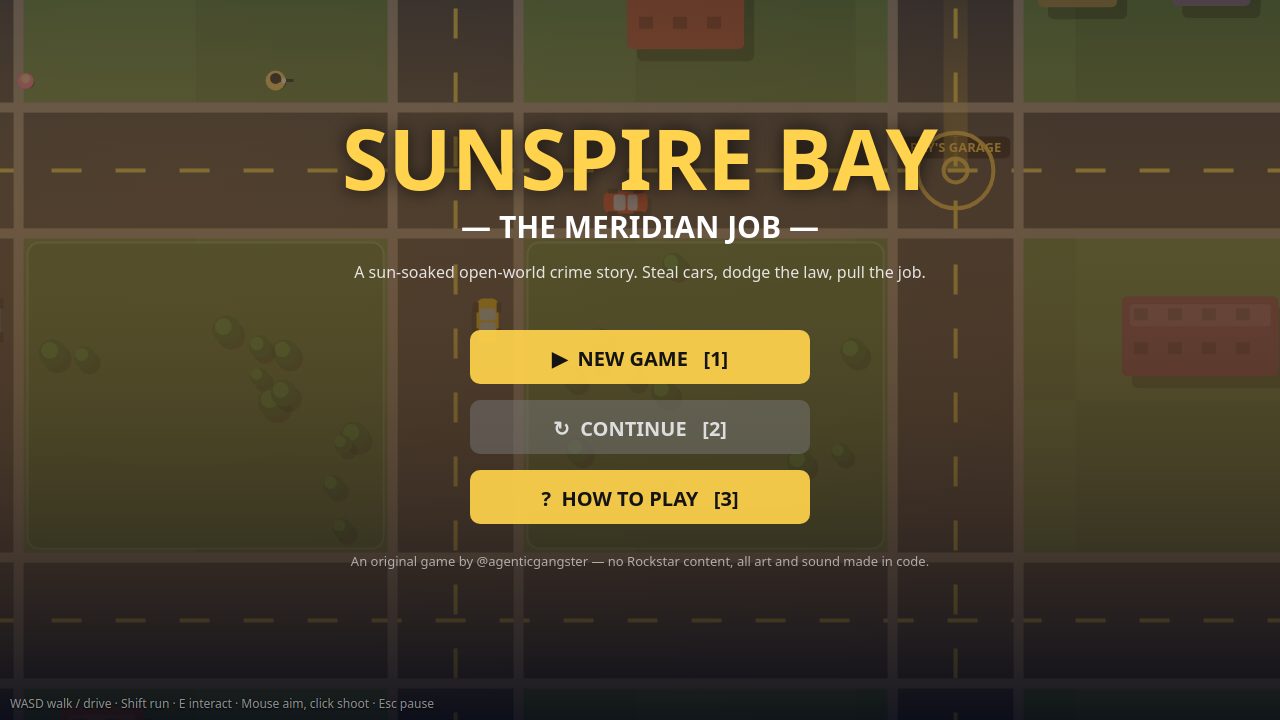 SUNSPIRE BAY
'S GARAGE
— THE MERIDIAN JOB —
A sun-soaked open-world crime story. Steal cars, dodge the law, pull the job.
▶ NEW GAME [1]
↻ CONTINUE [2]
? HOW TO PLAY [3]
An original game by @agenticgangster — no Rockstar content, all art and sound made in code.
WASD walk / drive · Shift run · E interact · Mouse aim, click shoot · Esc pause